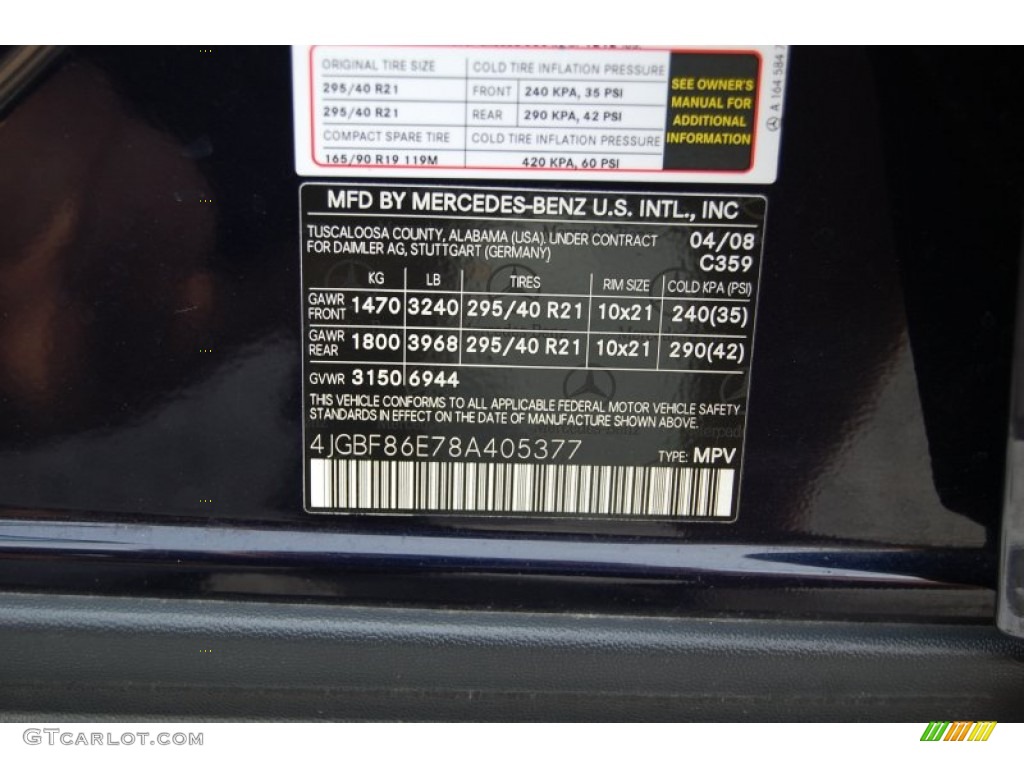 ORIGINAL TIRE SIZE COLD TIRE INFLATION PRESSURE
295/40 R21 FRONT 240 KPA, 35 PSI
295/40 R21 REAR 290 KPA, 42 PSI
COMPACT SPARE TIRE COLD TIRE INFLATION PRESSURE
165/90 R19 119M 420 KPA, 60 PSI
SEE OWNER'S
MANUAL FOR
ADDITIONAL
INFORMATION
A 164 584
MFD BY MERCEDES-BENZ U.S. INTL., INC
TUSCALOOSA COUNTY, ALABAMA (USA). UNDER CONTRACT 04/08
FOR DAIMLER AG, STUTTGART (GERMANY) C359
KG LB TIRES RIM SIZE COLD KPA (PSI)
GAWR FRONT 1470 3240 295/40 R21 10x21 240(35)
GAWR REAR 1800 3968 295/40 R21 10x21 290(42)
GVWR 3150 6944
THIS VEHICLE CONFORMS TO ALL APPLICABLE FEDERAL MOTOR VEHICLE SAFETY
STANDARDS IN EFFECT ON THE DATE OF MANUFACTURE SHOWN ABOVE.
4JGBF86E78A405377 TYPE: MPV
GTcarlot.com